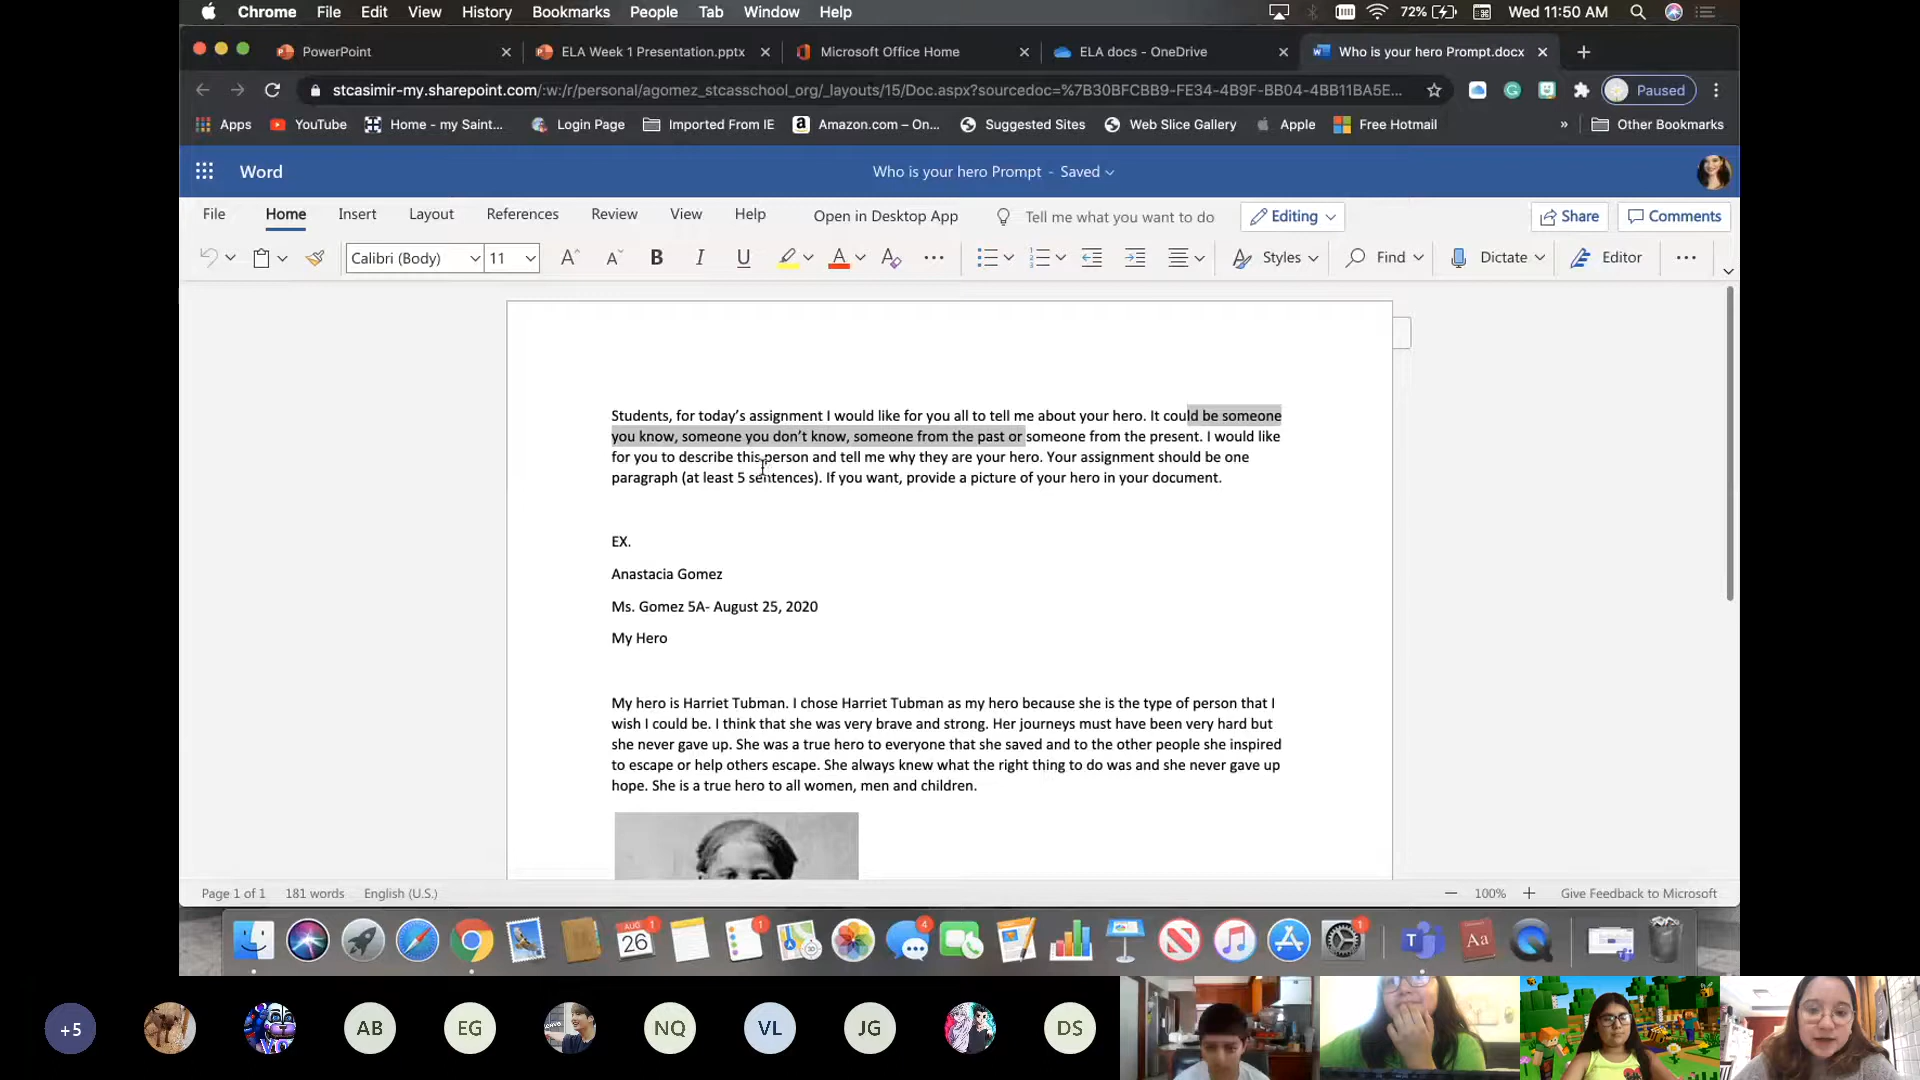 Chrome File Edit View History Bookmarks People Tab Window Help 72% Wed 11:50 AM
PowerPoint ELA Week 1 Presentation.pptx Microsoft Office Home ELA docs - OneDrive Who is your hero Prompt.docx
stcasimir-my.sharepoint.com/:w:/r/personal/agomez_stcasschool_org/_layouts/15/Doc.aspx?sourcedoc=%7B30BFCBB9-FE34-4B9F-BB04-4BB11BA5E... Paused
Apps YouTube Home - my Saint... Login Page Imported From IE Amazon.com – On... Suggested Sites Web Slice Gallery Apple Free Hotmail » Other Bookmarks
Word Who is your hero Prompt - Saved
File Home Insert Layout References Review View Help Open in Desktop App Tell me what you want to do Editing Share Comments
Calibri (Body) 11 A A B I U A A Styles Find Dictate Editor
Students, for today’s assignment I would like for you all to tell me about your hero. It could be someone
you know, someone you don’t know, someone from the past or someone from the present. I would like
for you to describe this person and tell me why they are your hero. Your assignment should be one
paragraph (at least 5 sentences). If you want, provide a picture of your hero in your document.
EX.
Anastacia Gomez
Ms. Gomez 5A- August 25, 2020
My Hero
My hero is Harriet Tubman. I chose Harriet Tubman as my hero because she is the type of person that I
wish I could be. I think that she was very brave and strong. Her journeys must have been very hard but
she never gave up. She was a true hero to everyone that she saved and to the other people she inspired
to escape or help others escape. She always knew what the right thing to do was and she never gave up
hope. She is a true hero to all women, men and children.
Page 1 of 1 181 words English (U.S.) 100% Give Feedback to Microsoft
AUG 26 1 1 4 1 T Aa
+5 AB EG NQ VL JG DS